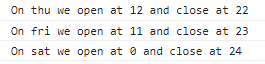 On thu we open at 12 and close at 22
On fri we open at 11 and close at 23
On sat we open at 0 and close at 24